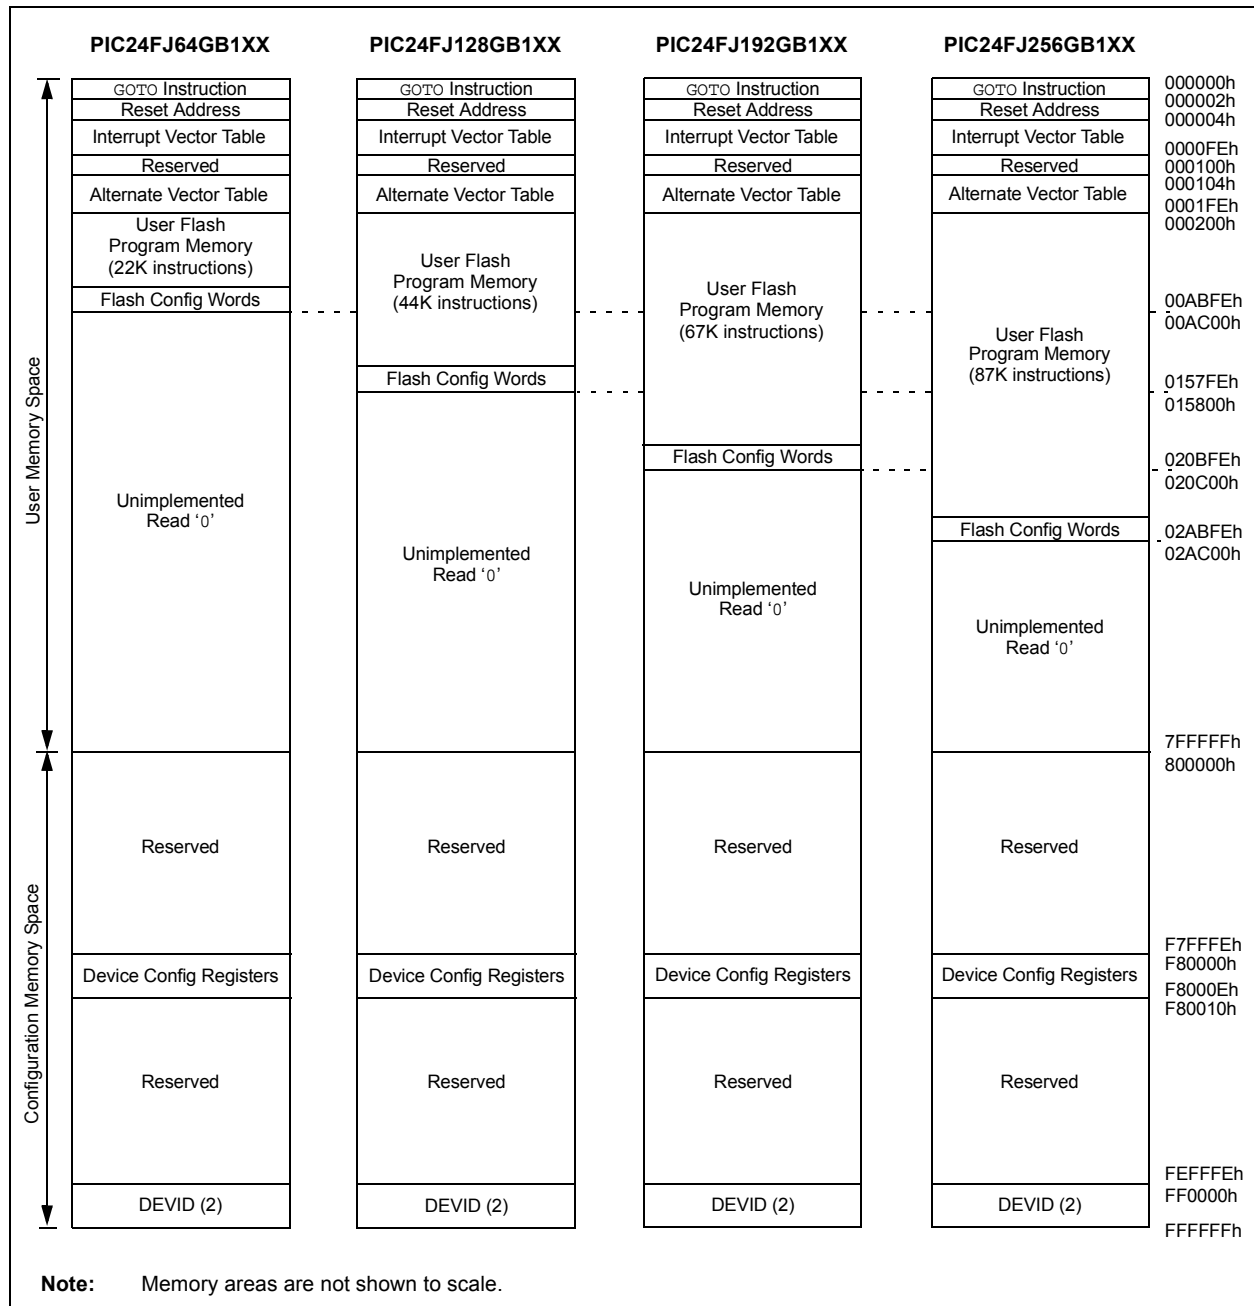 PIC24FJ64GB1XX
PIC24FJ128GB1XX
PIC24FJ192GB1XX
PIC24FJ256GB1XX
User Memory Space
Configuration Memory Space
GOTO Instruction
Reset Address
Interrupt Vector Table
Reserved
Alternate Vector Table
User Flash
Program Memory
(22K instructions)
Flash Config Words
Unimplemented
Read ‘0’
Reserved
Device Config Registers
Reserved
DEVID (2)
GOTO Instruction
Reset Address
Interrupt Vector Table
Reserved
Alternate Vector Table
User Flash
Program Memory
(44K instructions)
Flash Config Words
Unimplemented
Read ‘0’
Reserved
Device Config Registers
Reserved
DEVID (2)
GOTO Instruction
Reset Address
Interrupt Vector Table
Reserved
Alternate Vector Table
User Flash
Program Memory
(67K instructions)
Flash Config Words
Unimplemented
Read ‘0’
Reserved
Device Config Registers
Reserved
DEVID (2)
GOTO Instruction
Reset Address
Interrupt Vector Table
Reserved
Alternate Vector Table
User Flash
Program Memory
(87K instructions)
Flash Config Words
Unimplemented
Read ‘0’
Reserved
Device Config Registers
Reserved
DEVID (2)
000000h
000002h
000004h
0000FEh
000100h
000104h
0001FEh
000200h
00ABFEh
00AC00h
0157FEh
015800h
020BFEh
020C00h
02ABFEh
02AC00h
7FFFFFh
800000h
F7FFFEh
F80000h
F8000Eh
F80010h
FEFFFEh
FF0000h
FFFFFFh
Note: Memory areas are not shown to scale.